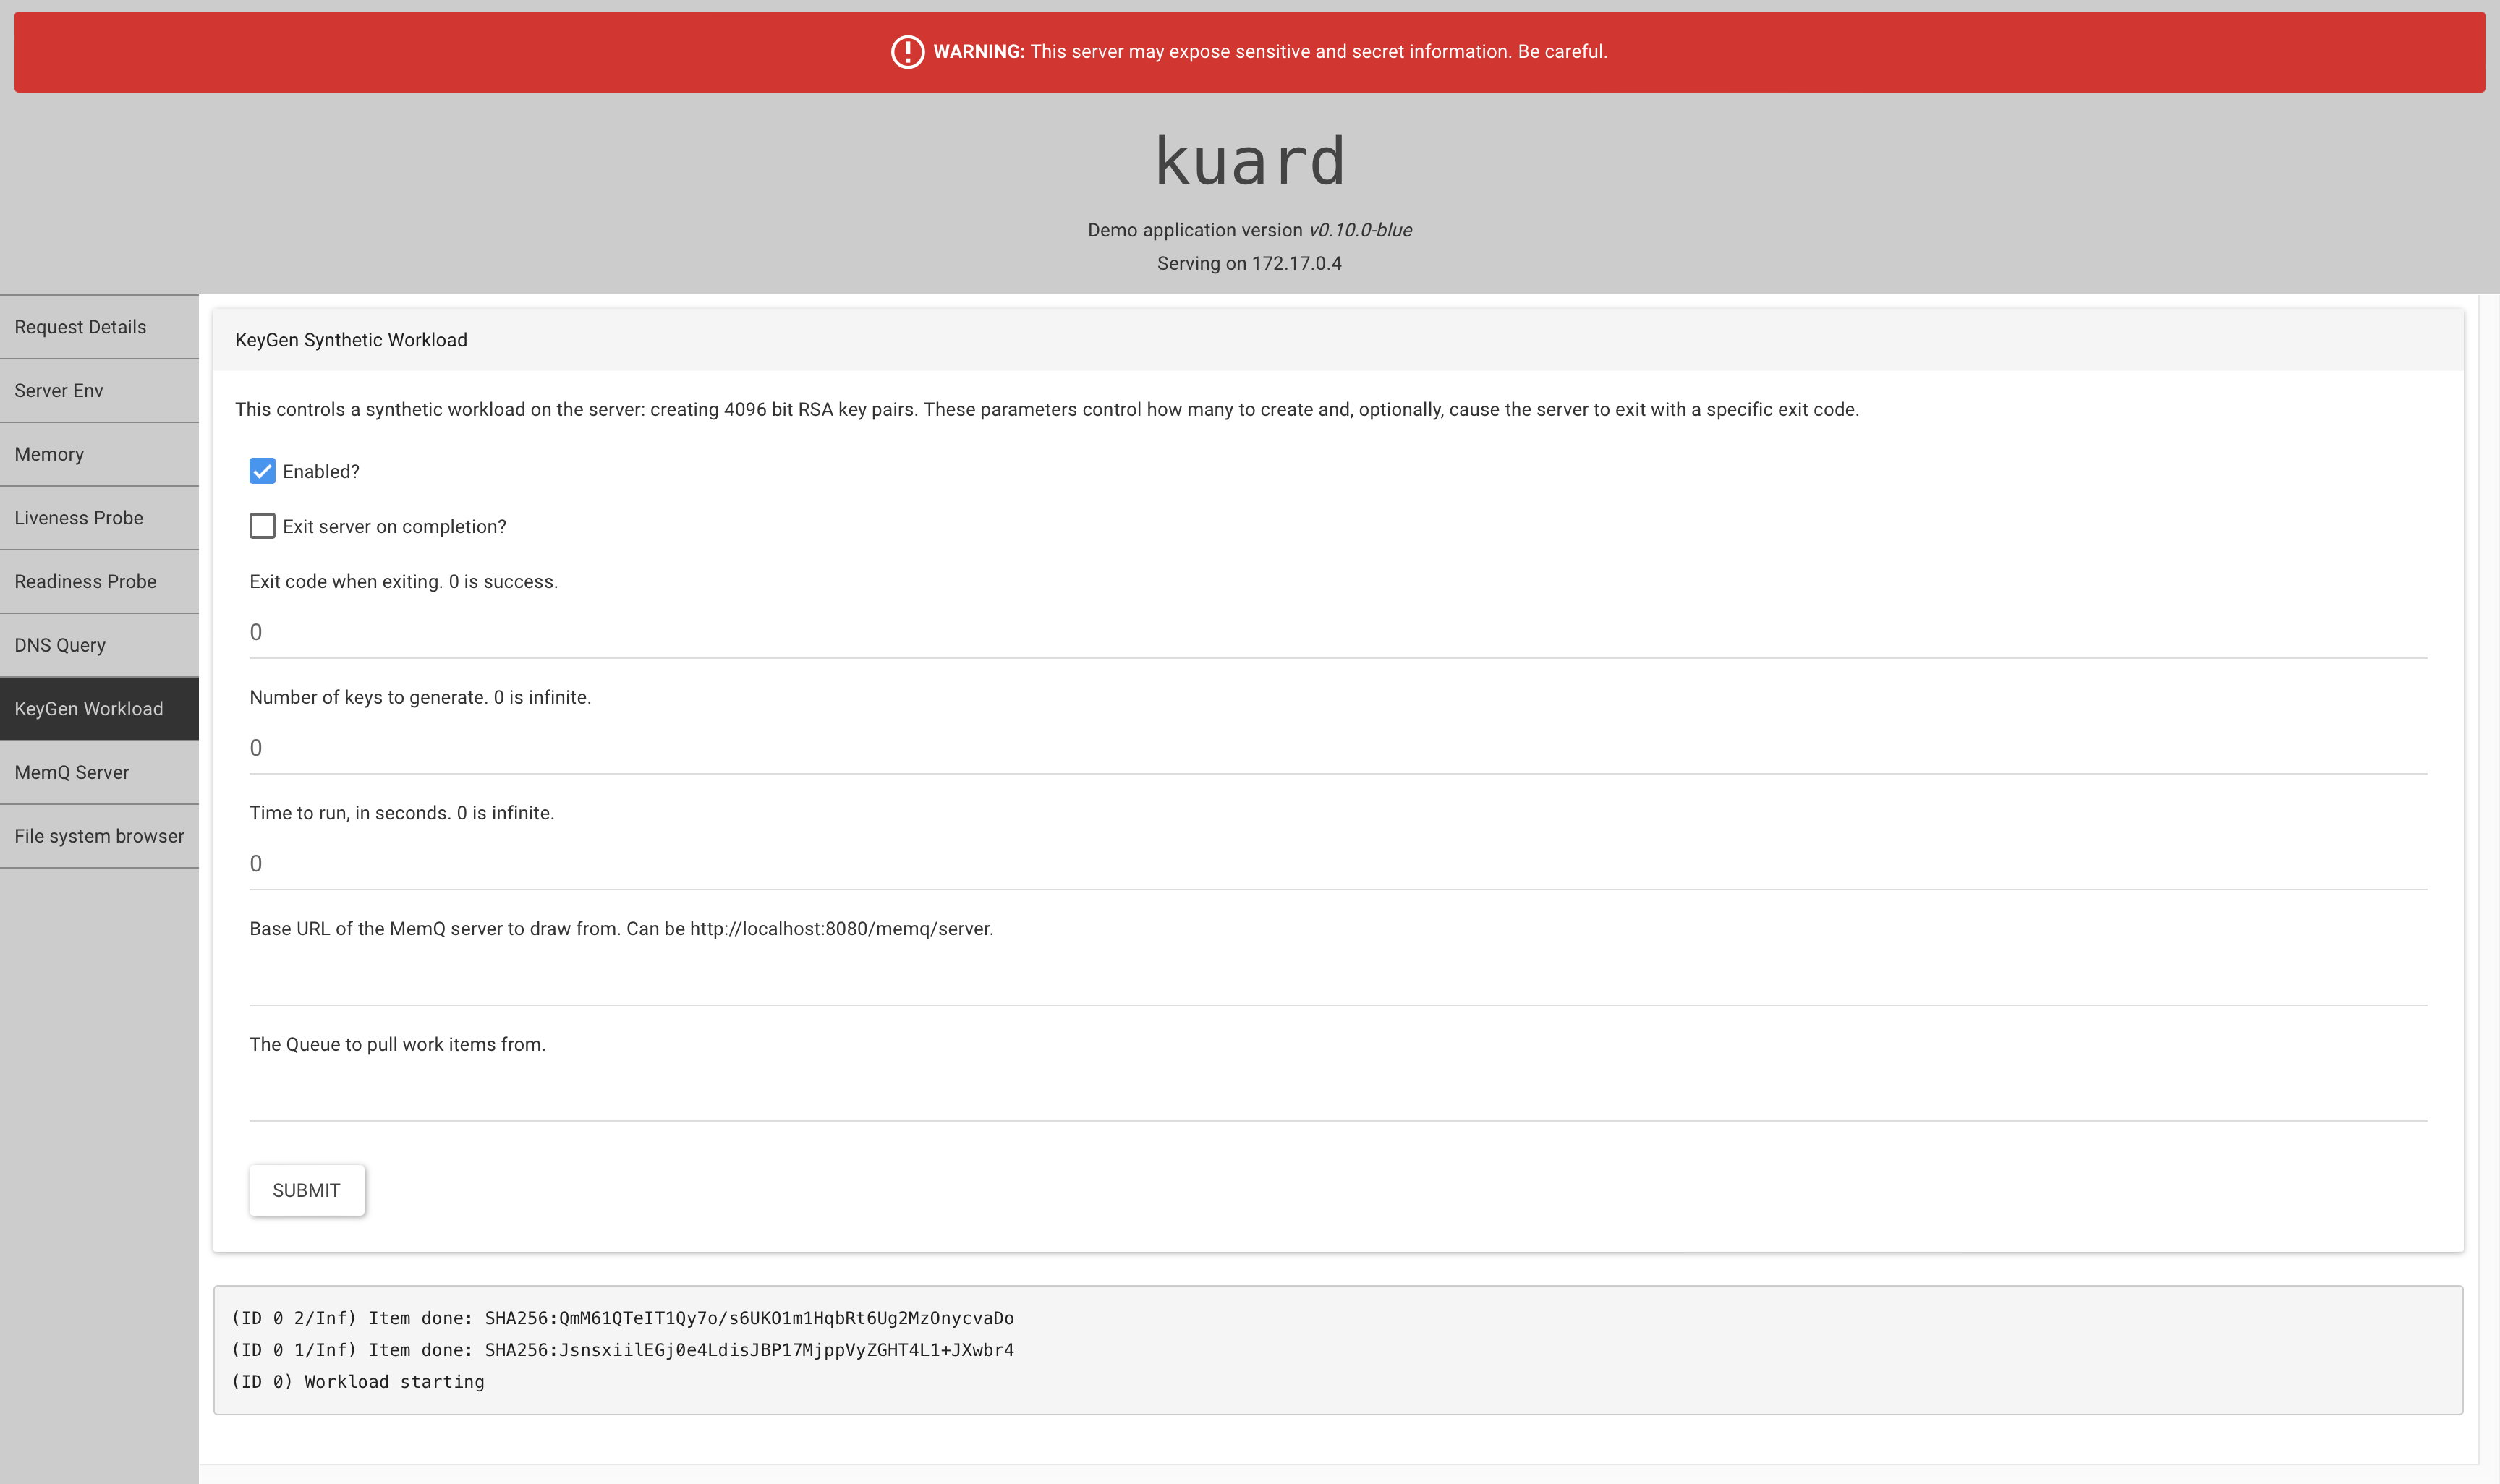 WARNING: This server may expose sensitive and secret information. Be careful.
kuard
Demo application version v0.10.0-blue
Serving on 172.17.0.4
Request Details
Server Env
Memory
Liveness Probe
Readiness Probe
DNS Query
KeyGen Workload
MemQ Server
File system browser
KeyGen Synthetic Workload
This controls a synthetic workload on the server: creating 4096 bit RSA key pairs. These parameters control how many to create and, optionally, cause the server to exit with a specific exit code.
Enabled?
Exit server on completion?
Exit code when exiting. 0 is success.
0
Number of keys to generate. 0 is infinite.
0
Time to run, in seconds. 0 is infinite.
0
Base URL of the MemQ server to draw from. Can be http://localhost:8080/memq/server.
The Queue to pull work items from.
SUBMIT
(ID 0 2/Inf) Item done: SHA256:QmM61QTeIT1Qy7o/s6UKO1m1HqbRt6Ug2MzOnycvaDo
(ID 0 1/Inf) Item done: SHA256:JsnsxiilEGj0e4LdisJBP17MjppVyZGHT4L1+JXwbr4
(ID 0) Workload starting